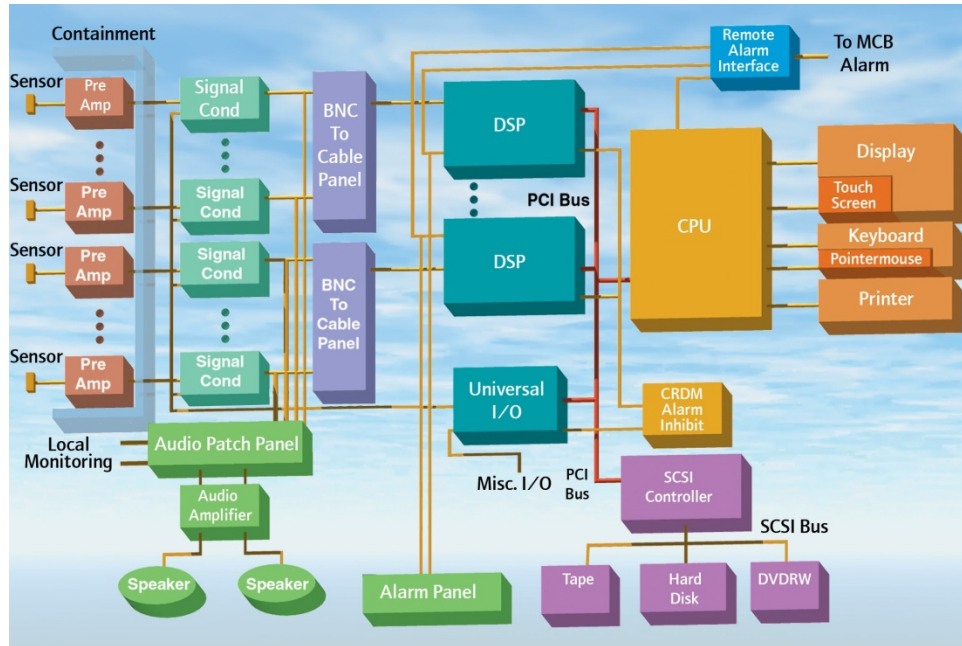 Containment
Sensor
Pre
Amp
Signal
Cond
BNC
To
Cable
Panel
DSP
Remote
Alarm
Interface
To MCB
Alarm
Sensor
Pre
Amp
Signal
Cond
PCI Bus
CPU
Display
Touch
Screen
Sensor
Pre
Amp
Signal
Cond
BNC
To
Cable
Panel
DSP
Keyboard
Pointermouse
Printer
Sensor
Pre
Amp
Signal
Cond
Universal
I/O
CRDM
Alarm
Inhibit
Local
Monitoring
Audio Patch Panel
Misc. I/O
PCI
Bus
SCSI
Controller
Audio
Amplifier
SCSI Bus
Speaker
Speaker
Alarm Panel
Tape
Hard
Disk
DVDRW